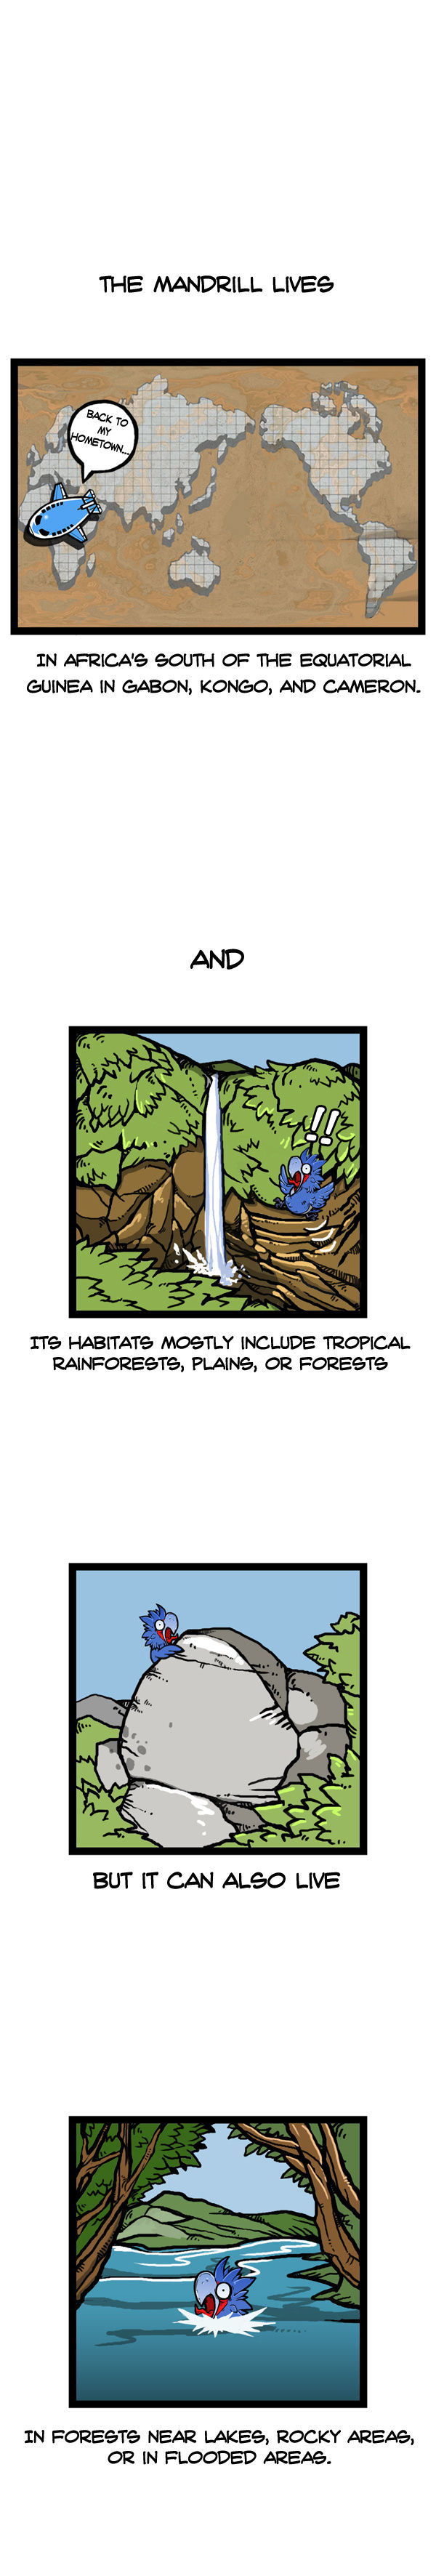 THE MANDRILL LIVES
BACK TO
MY
HOMETOWN...
IN AFRICA'S SOUTH OF THE EQUATORIAL
GUINEA IN GABON, KONGO, AND CAMERON.
AND
!!
ITS HABITATS MOSTLY INCLUDE TROPICAL
RAINFORESTS, PLAINS, OR FORESTS
BUT IT CAN ALSO LIVE
IN FORESTS NEAR LAKES, ROCKY AREAS,
OR IN FLOODED AREAS.